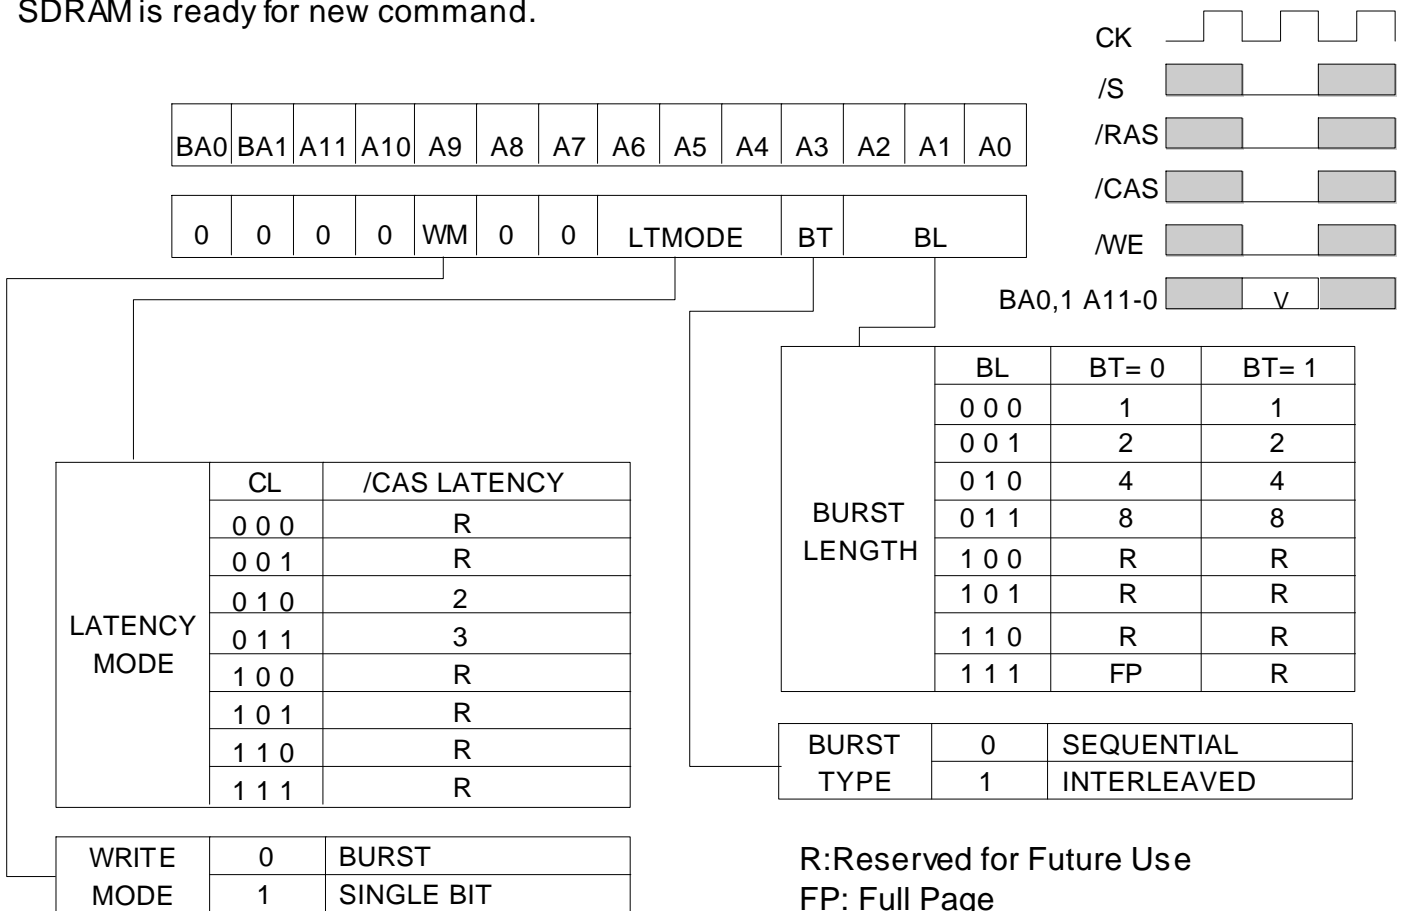 SDRAM is ready for new command.
CK
/S
/RAS
/CAS
/WE
BA0,1 A11-0 V
BA0 BA1 A11 A10 A9 A8 A7 A6 A5 A4 A3 A2 A1 A0
0 0 0 0 WM 0 0 LTMODE BT BL
BURST LENGTH
BL BT= 0 BT= 1
0 0 0 1 1
0 0 1 2 2
0 1 0 4 4
0 1 1 8 8
1 0 0 R R
1 0 1 R R
1 1 0 R R
1 1 1 FP R
LATENCY MODE
CL /CAS LATENCY
0 0 0 R
0 0 1 R
0 1 0 2
0 1 1 3
1 0 0 R
1 0 1 R
1 1 0 R
1 1 1 R
BURST TYPE
0 SEQUENTIAL
1 INTERLEAVED
WRITE MODE
0 BURST
1 SINGLE BIT
R:Reserved for Future Use
FP: Full Page